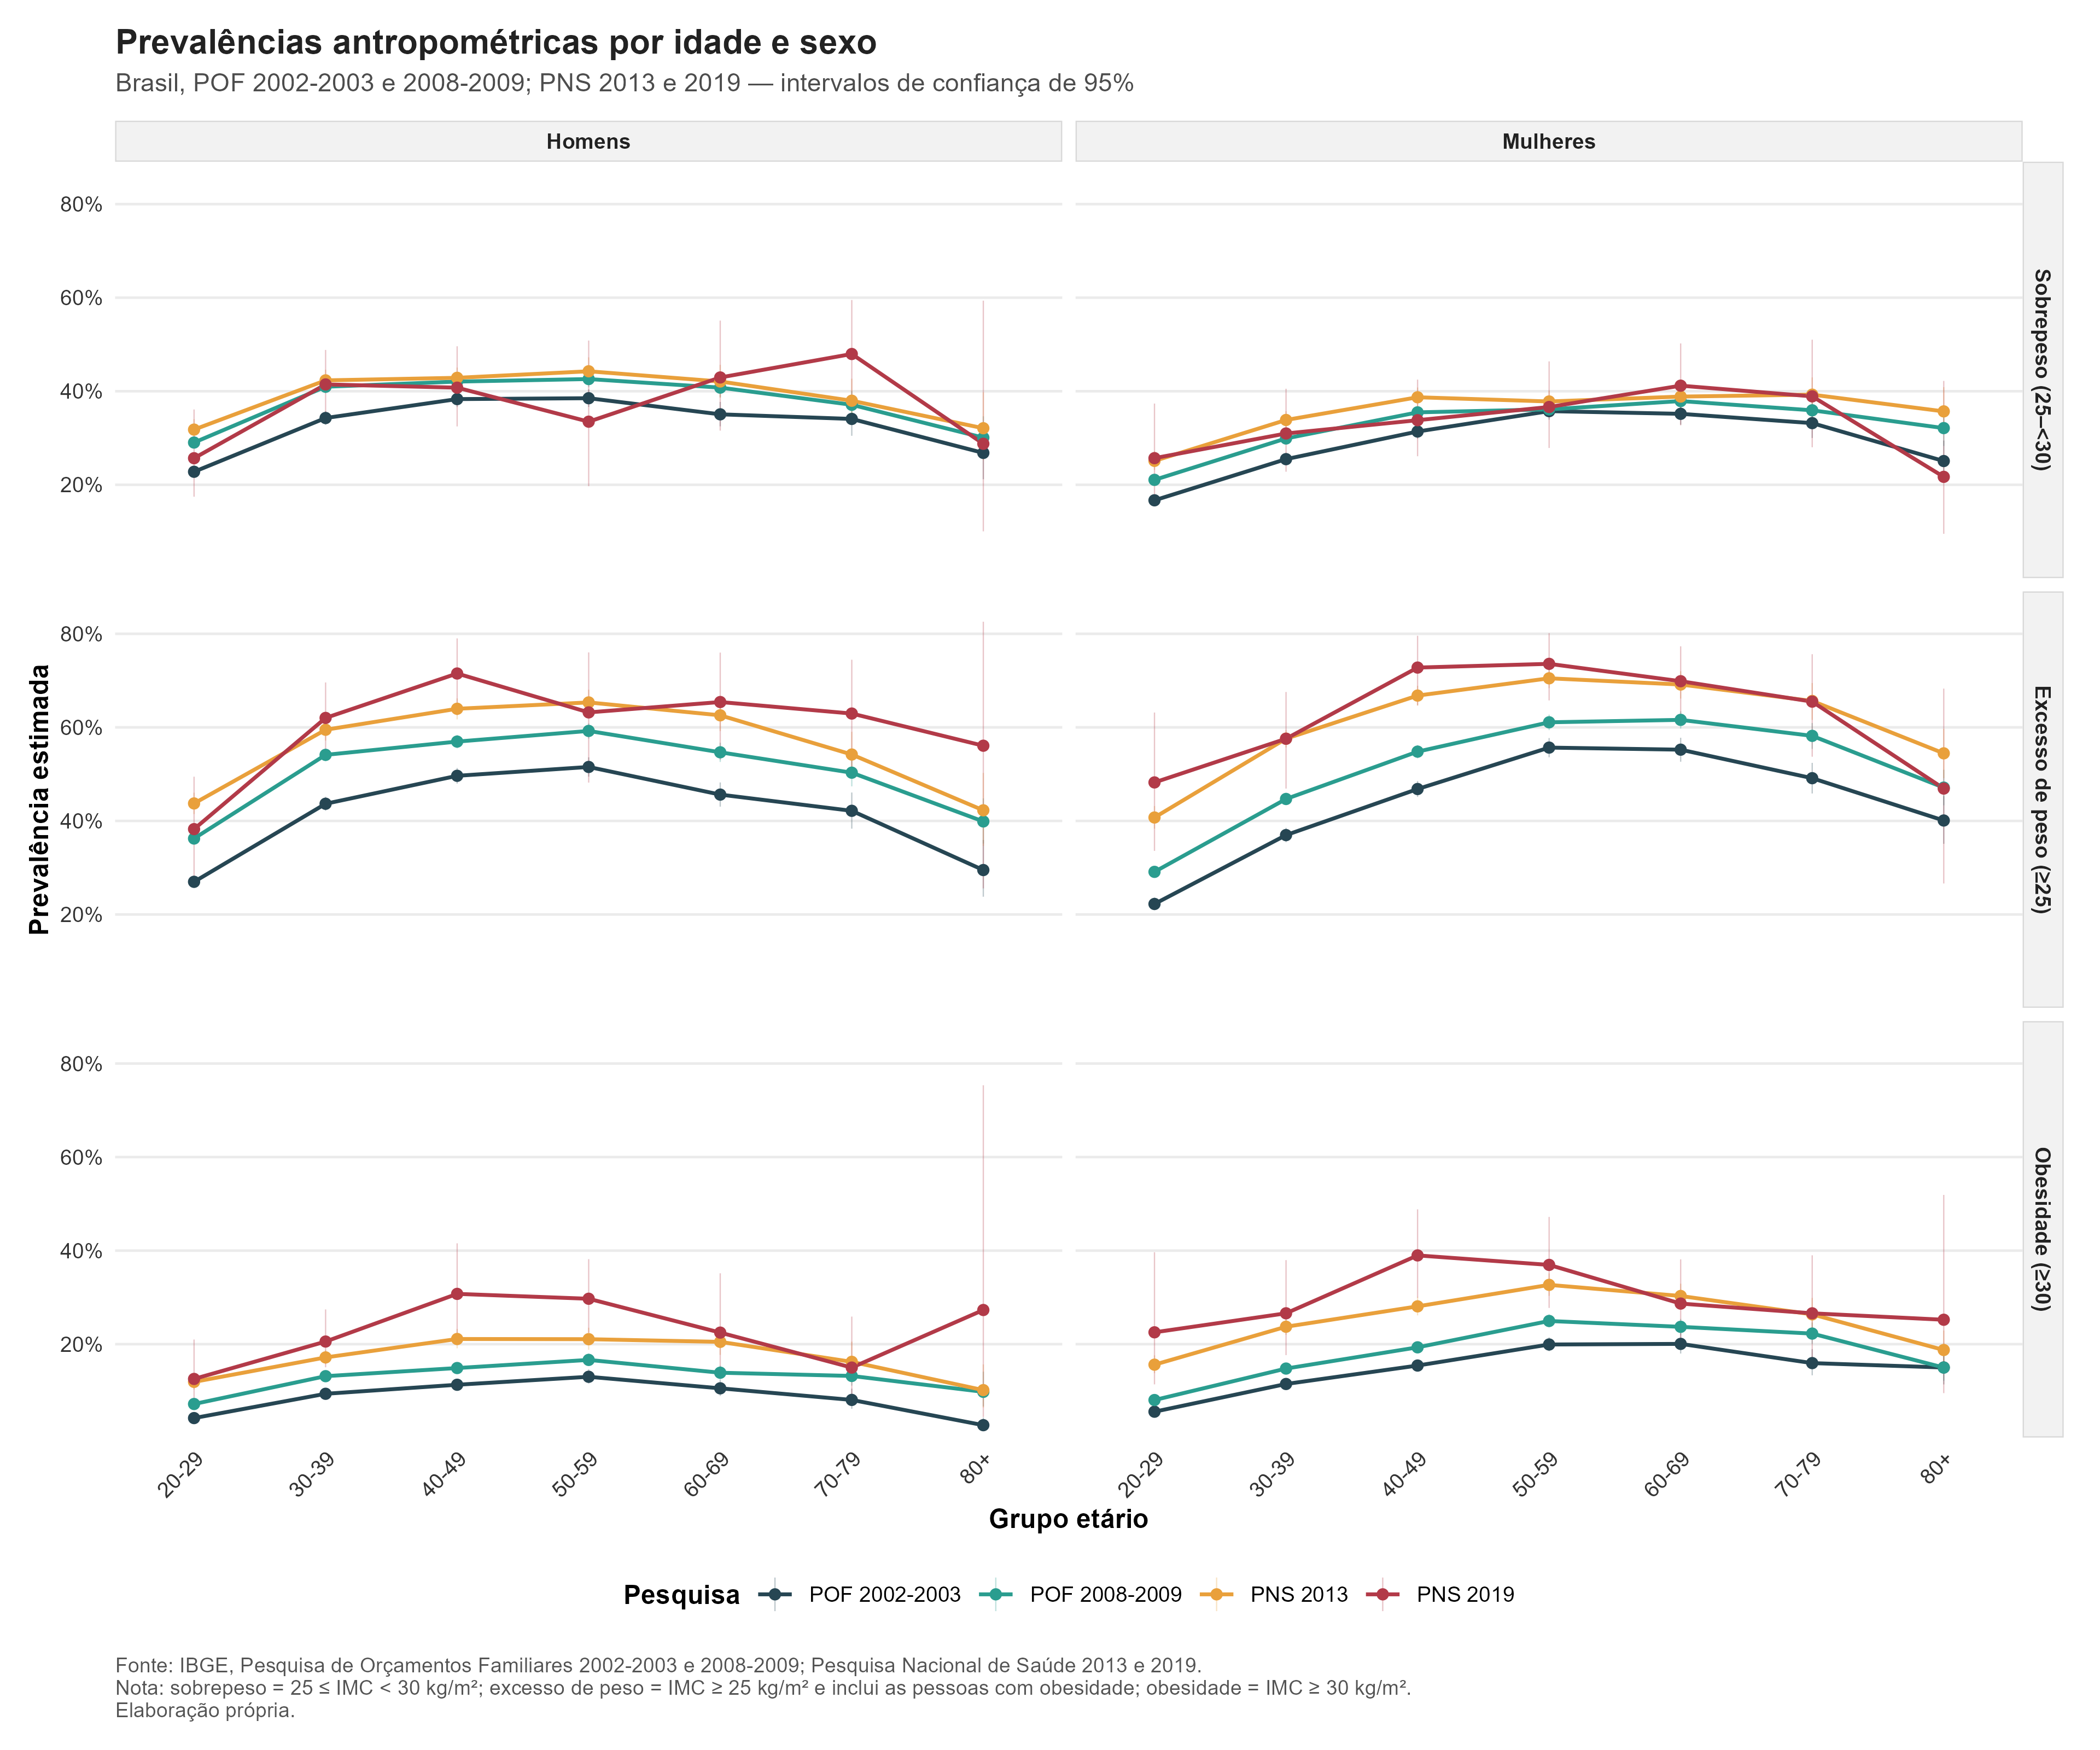 Prevalências antropométricas por idade e sexo
Brasil, POF 2002-2003 e 2008-2009; PNS 2013 e 2019 — intervalos de confiança de 95%
Homens
Mulheres
80%
60%
40%
20%
Sobrepeso (25–<30)
Prevalência estimada
80%
60%
40%
20%
Excesso de peso (≥25)
80%
60%
40%
20%
Obesidade (≥30)
20-29
30-39
40-49
50-59
60-69
70-79
80+
20-29
30-39
40-49
50-59
60-69
70-79
80+
Grupo etário
Pesquisa POF 2002-2003 POF 2008-2009 PNS 2013 PNS 2019
Fonte: IBGE, Pesquisa de Orçamentos Familiares 2002-2003 e 2008-2009; Pesquisa Nacional de Saúde 2013 e 2019.
Nota: sobrepeso = 25 ≤ IMC < 30 kg/m²; excesso de peso = IMC ≥ 25 kg/m² e inclui as pessoas com obesidade; obesidade = IMC ≥ 30 kg/m².
Elaboração própria.